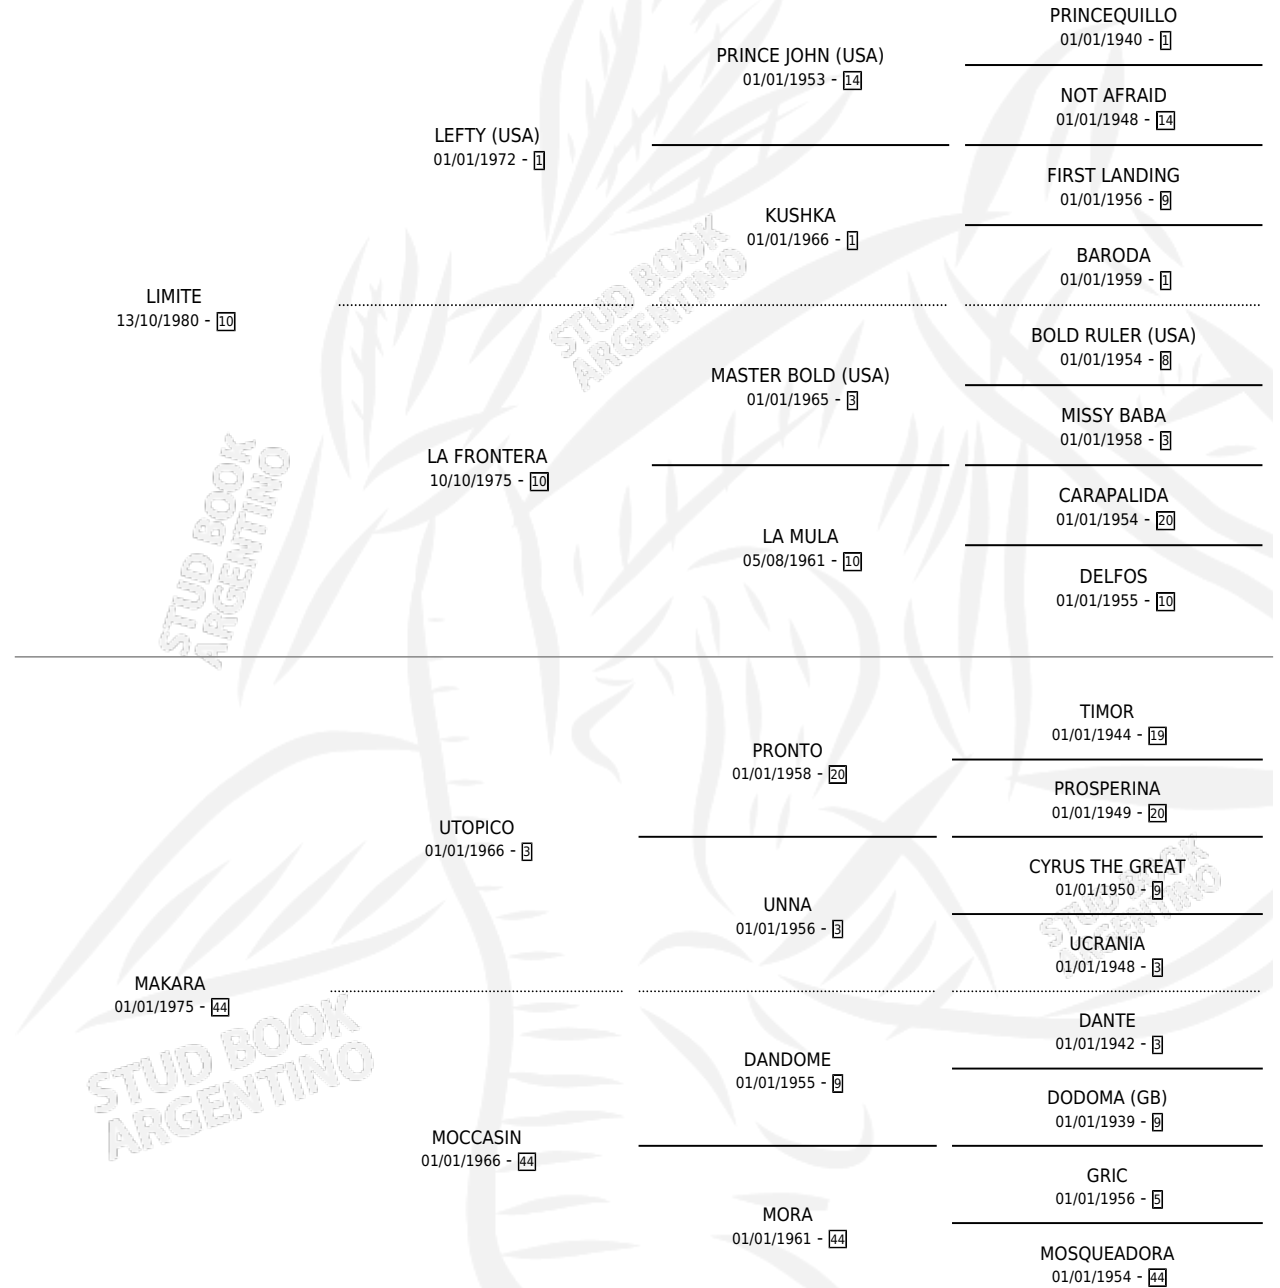 PRINCEQUILLO
01/01/1940 - 1
PRINCE JOHN (USA)
01/01/1953 - 14
NOT AFRAID
01/01/1948 - 14
LEFTY (USA)
01/01/1972 - 1
FIRST LANDING
01/01/1956 - 9
KUSHKA
01/01/1966 - 1
BARODA
01/01/1959 - 1
LIMITE
13/10/1980 - 10
BOLD RULER (USA)
01/01/1954 - 8
MASTER BOLD (USA)
01/01/1965 - 3
MISSY BABA
01/01/1958 - 3
LA FRONTERA
10/10/1975 - 10
CARAPALIDA
01/01/1954 - 20
LA MULA
05/08/1961 - 10
DELFOS
01/01/1955 - 10
STUD BOOK
ARGENTINO
STUD BOOK
ARGENTINO
TIMOR
01/01/1944 - 19
PRONTO
01/01/1958 - 20
PROSPERINA
01/01/1949 - 20
UTOPICO
01/01/1966 - 3
CYRUS THE GREAT
01/01/1950 - 9
UNNA
01/01/1956 - 3
UCRANIA
01/01/1948 - 3
MAKARA
01/01/1975 - 44
DANTE
01/01/1942 - 3
DANDOME
01/01/1955 - 9
DODOMA (GB)
01/01/1939 - 9
MOCCASIN
01/01/1966 - 44
GRIC
01/01/1956 - 5
MORA
01/01/1961 - 44
MOSQUEADORA
01/01/1954 - 44
STUD BOOK
ARGENTINO
STUD BOOK
ARGENTINO